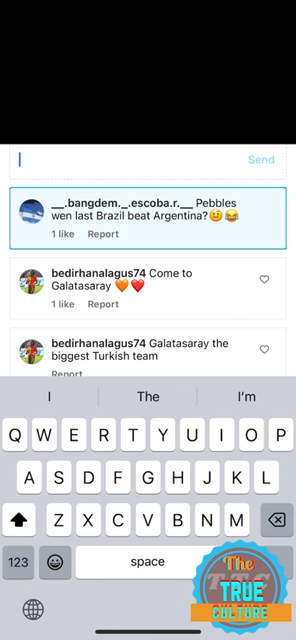 Send
__.bangdem._.escoba.r.__ Pebbles
wen last Brazil beat Argentina?🤨😂
1 like Report
bedirhanalagus74 Come to
Galatasaray 🧡❤️
1 like Report
bedirhanalagus74 Galatasaray the
biggest Turkish team
Report
I The I'm
Q W E R T Y U I O P
A S D F G H J K L
Z X C V B N M
123 space
The
T.T.C
TRUE
CULTURE